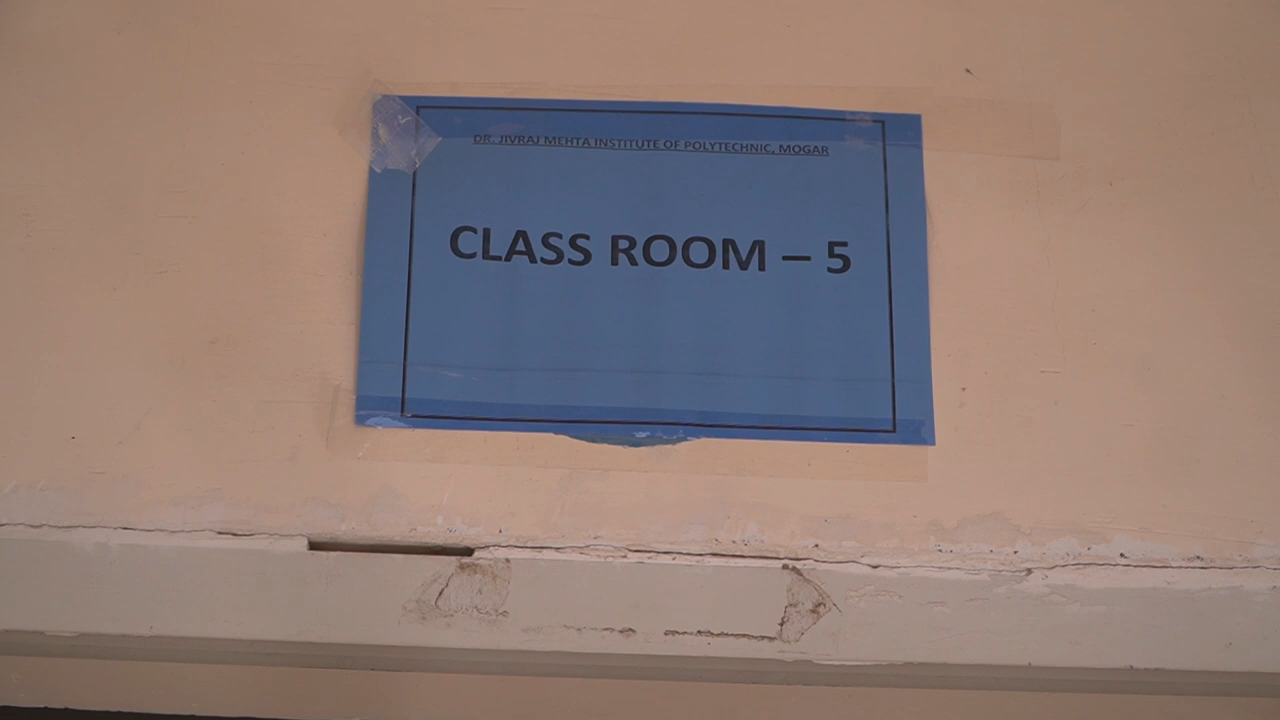 DR. JIVRAJ MEHTA INSTITUTE OF POLYTECHNIC, MOGAR
CLASS ROOM – 5